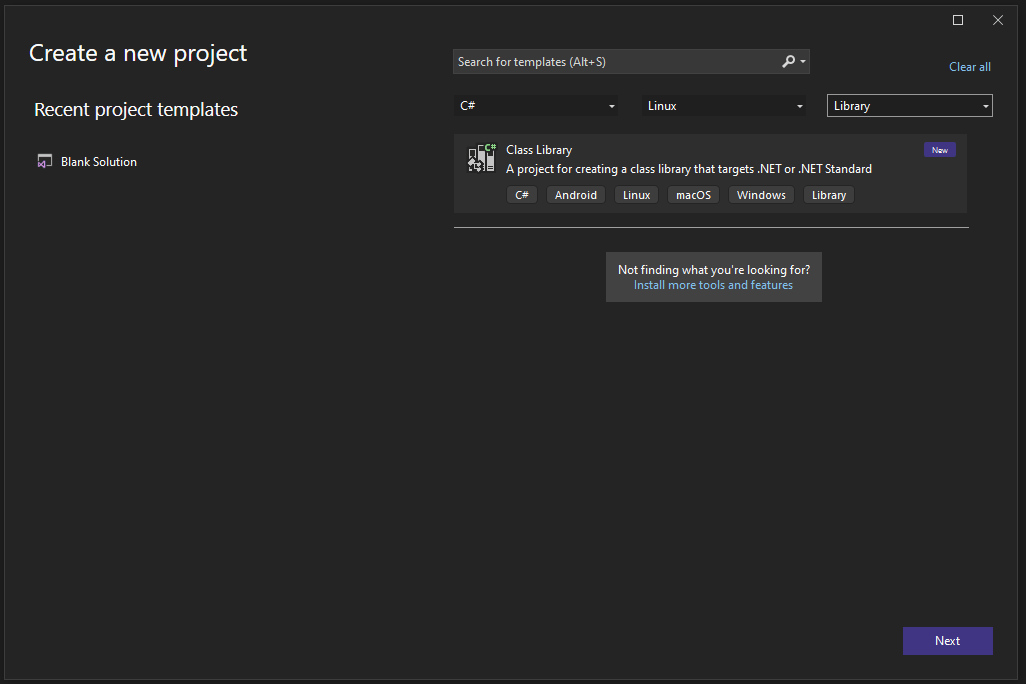 Create a new project
Search for templates (Alt+S)
Clear all
Recent project templates
C#
Linux
Library
Blank Solution
C#
Class Library
New
A project for creating a class library that targets .NET or .NET Standard
C#
Android
Linux
macOS
Windows
Library
Not finding what you're looking for?
Install more tools and features
Next